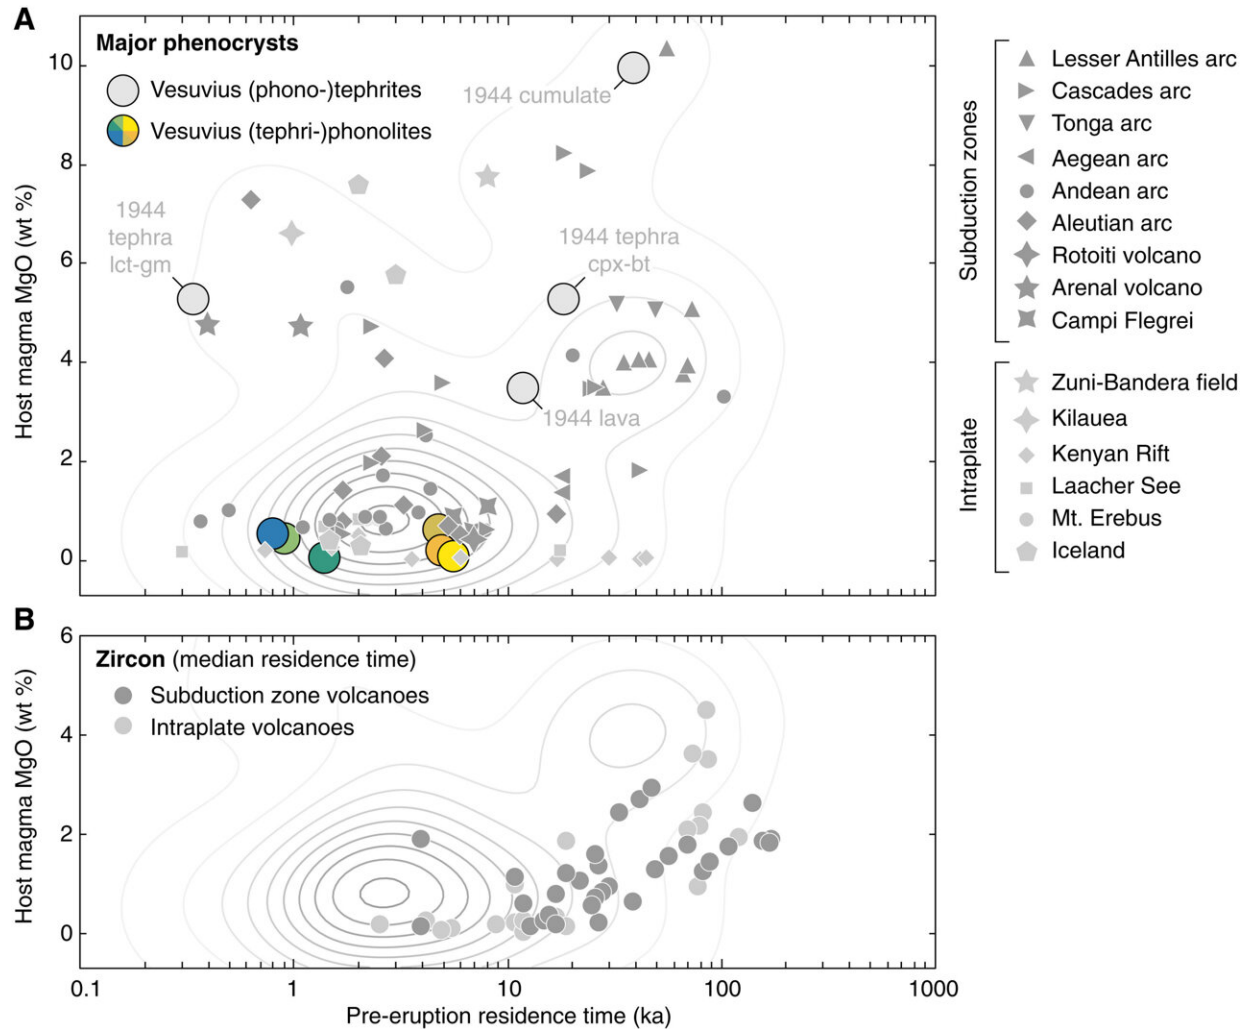 A
Major phenocrysts
Vesuvius (phono-)tephrites
Vesuvius (tephri-)phonolites
1944 cumulate
1944
tephra
lct-gm
1944 tephra
cpx-bt
1944 lava
10
8
6
4
2
0
Host magma MgO (wt %)
Subduction zones
Lesser Antilles arc
Cascades arc
Tonga arc
Aegean arc
Andean arc
Aleutian arc
Rotoiti volcano
Arenal volcano
Campi Flegrei
Intraplate
Zuni-Bandera field
Kilauea
Kenyan Rift
Laacher See
Mt. Erebus
Iceland
B
Zircon (median residence time)
Subduction zone volcanoes
Intraplate volcanoes
6
4
2
0
Host magma MgO (wt %)
0.1 1 10 100 1000
Pre-eruption residence time (ka)